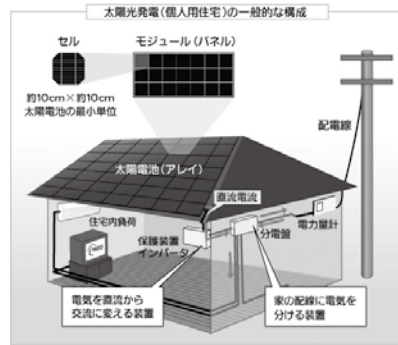 太陽光発電(個人用住宅)の一般的な構成
セル
モジュール(パネル)
約10cm×約10cm
太陽電池の最小単位
配電線
太陽電池(アレイ)
直流電流
住宅内負荷
保護装置
インバータ
分電盤
電力量計
電気を直流から
交流に変える装置
家の配線に電気を
分ける装置